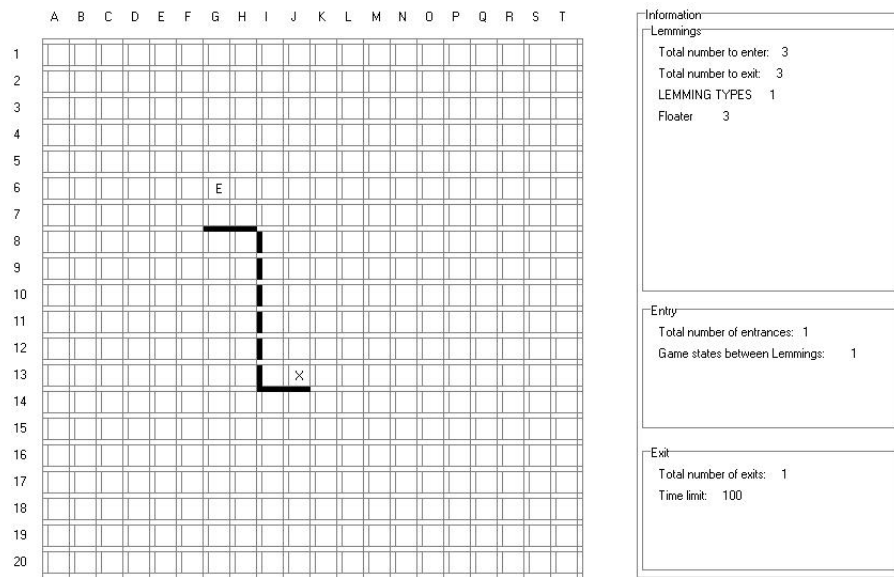 A B C D E F G H I J K L M N O P Q R S T
1
2
3
4
5
6 E
7
8
9
10
11
12
13 X
14
15
16
17
18
19
20
Information
Lemmings
Total number to enter: 3
Total number to exit: 3
LEMMING TYPES 1
Floater 3
Entry
Total number of entrances: 1
Game states between Lemmings: 1
Exit
Total number of exits: 1
Time limit: 100